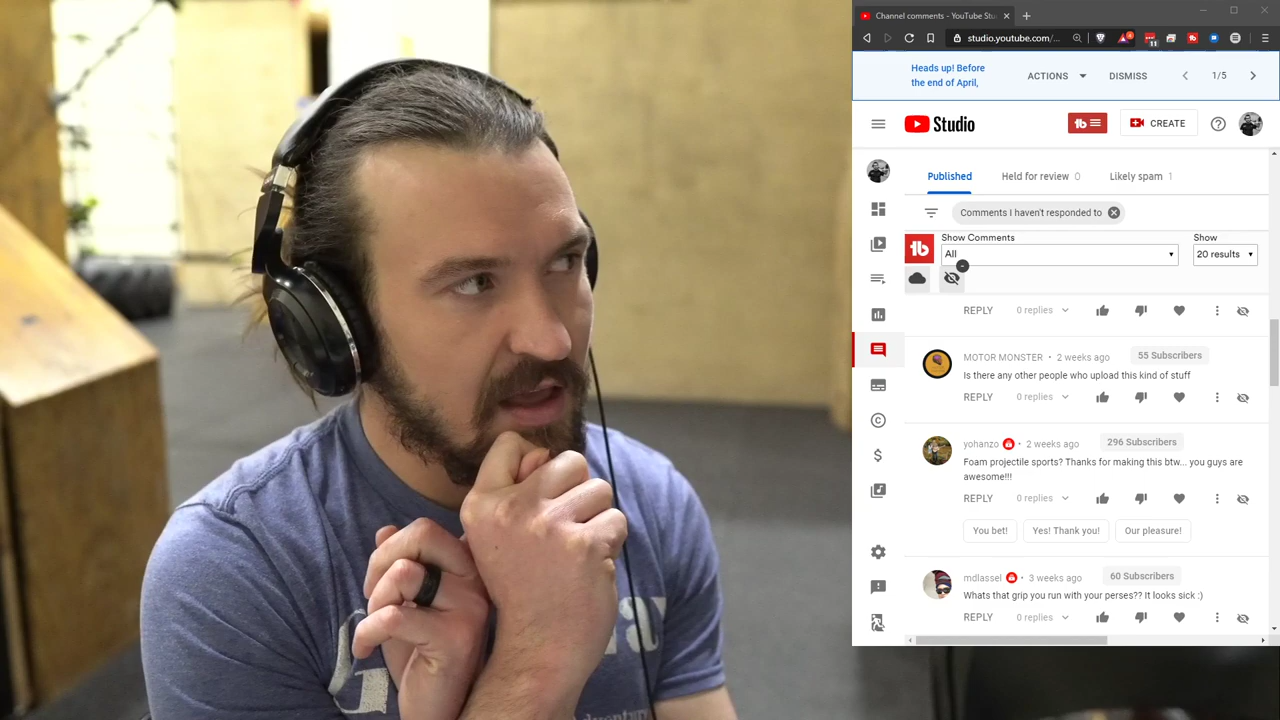 Channel comments - YouTube Stu
studio.youtube.com/...
4
11
Heads up! Before
the end of April,
ACTIONS
DISMISS
1/5
Studio
CREATE
Published
Held for review 0
Likely spam 1
Comments I haven't responded to
Show Comments
Show
All
20 results
REPLY 0 replies
MOTOR MONSTER • 2 weeks ago 55 Subscribers
Is there any other people who upload this kind of stuff
REPLY 0 replies
yohanzo • 2 weeks ago 296 Subscribers
Foam projectile sports? Thanks for making this btw... you guys are
awesome!!!
REPLY 0 replies
You bet! Yes! Thank you! Our pleasure!
mdlassel • 3 weeks ago 60 Subscribers
Whats that grip you run with your perses?? It looks sick :)
REPLY 0 replies